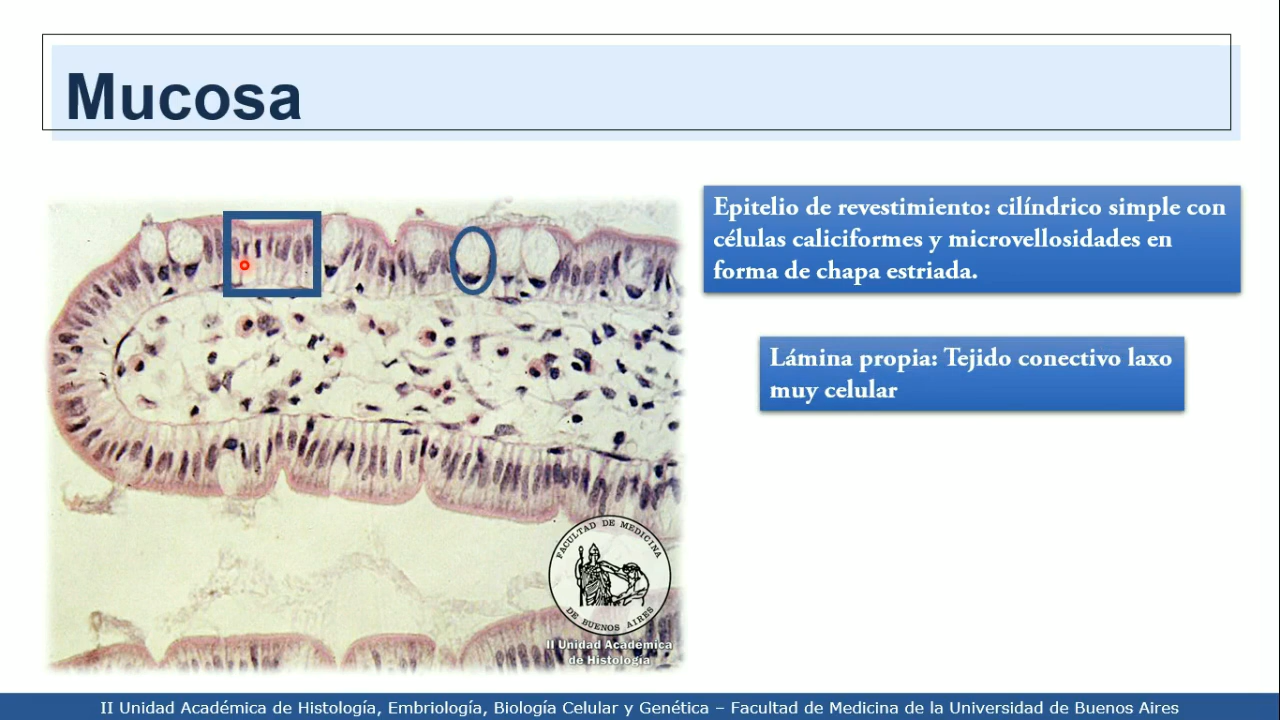 Mucosa
Epitelio de revestimiento: cilíndrico simple con
células caliciformes y microvellosidades en
forma de chapa estriada.
Lámina propia: Tejido conectivo laxo
muy celular
FACULTAD DE MEDICINA
DE BUENOS AIRES
II Unidad Académica
de Histología
II Unidad Académica de Histología, Embriología, Biología Celular y Genética – Facultad de Medicina de la Universidad de Buenos Aires